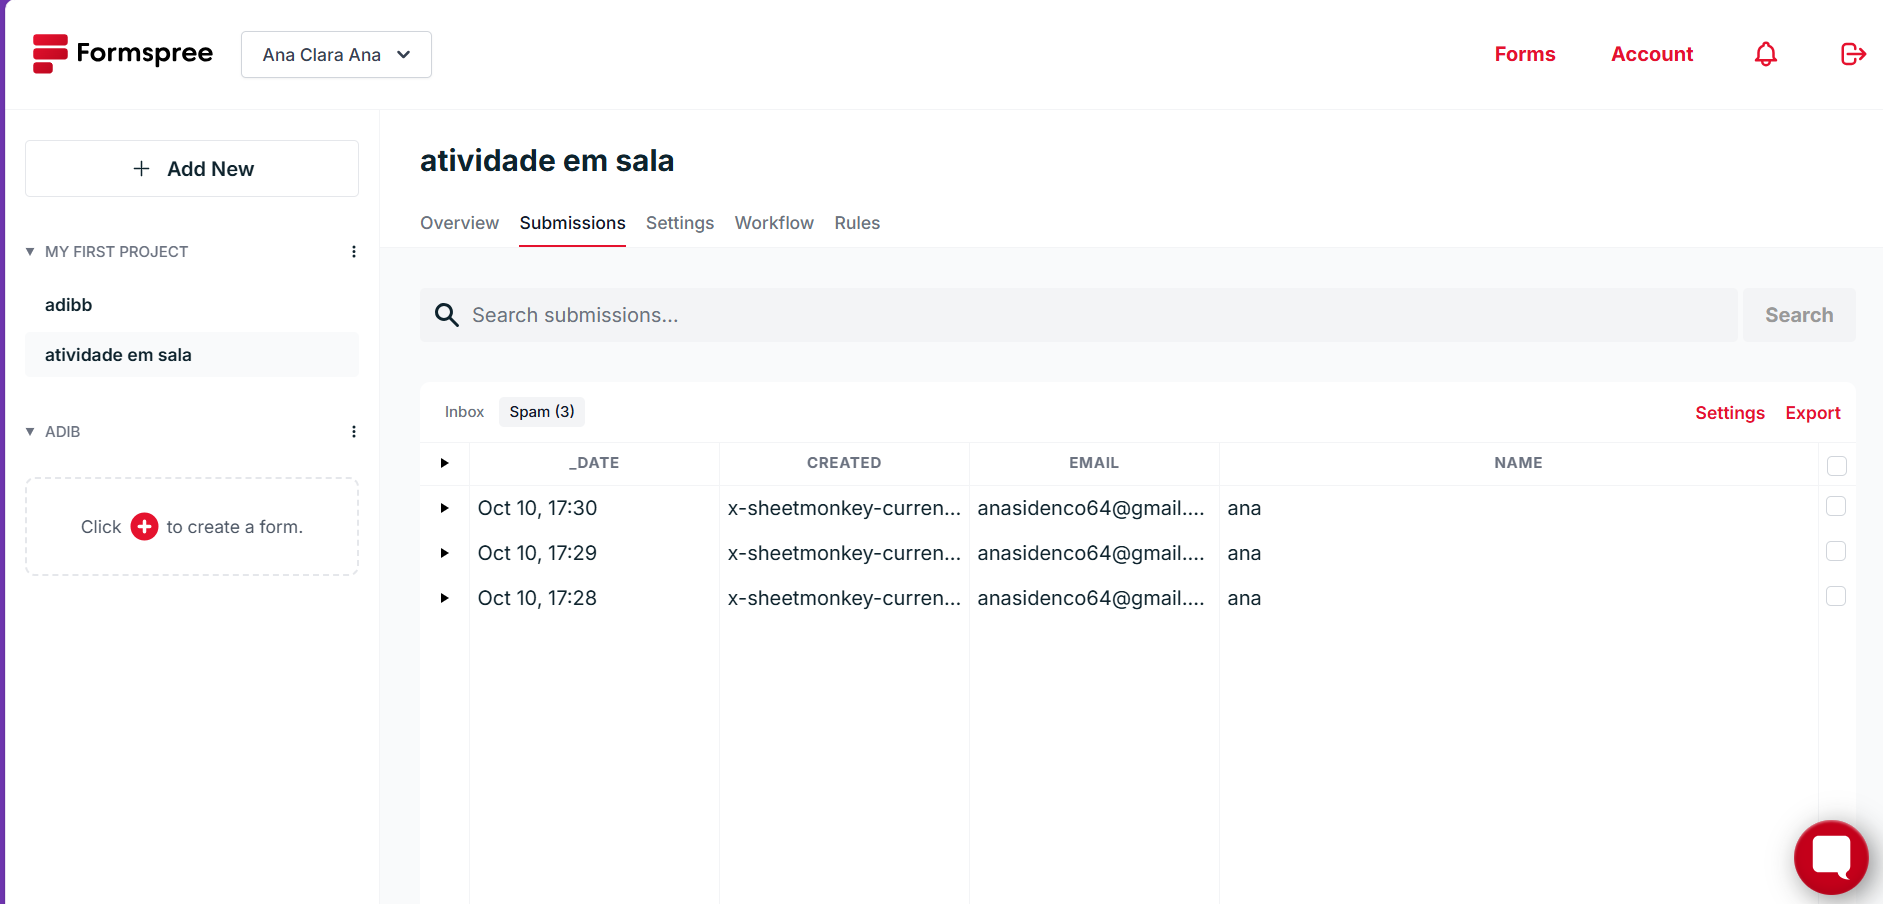 Formspree
Ana Clara Ana
Forms
Account
Add New
MY FIRST PROJECT
adibb
atividade em sala
ADIB
Click
to create a form.
atividade em sala
Overview Submissions Settings Workflow Rules
Search submissions...
Search
Inbox Spam (3)
Settings Export
_DATE CREATED EMAIL NAME
Oct 10, 17:30 x-sheetmonkey-curren... anasidenco64@gmail.... ana
Oct 10, 17:29 x-sheetmonkey-curren... anasidenco64@gmail.... ana
Oct 10, 17:28 x-sheetmonkey-curren... anasidenco64@gmail.... ana